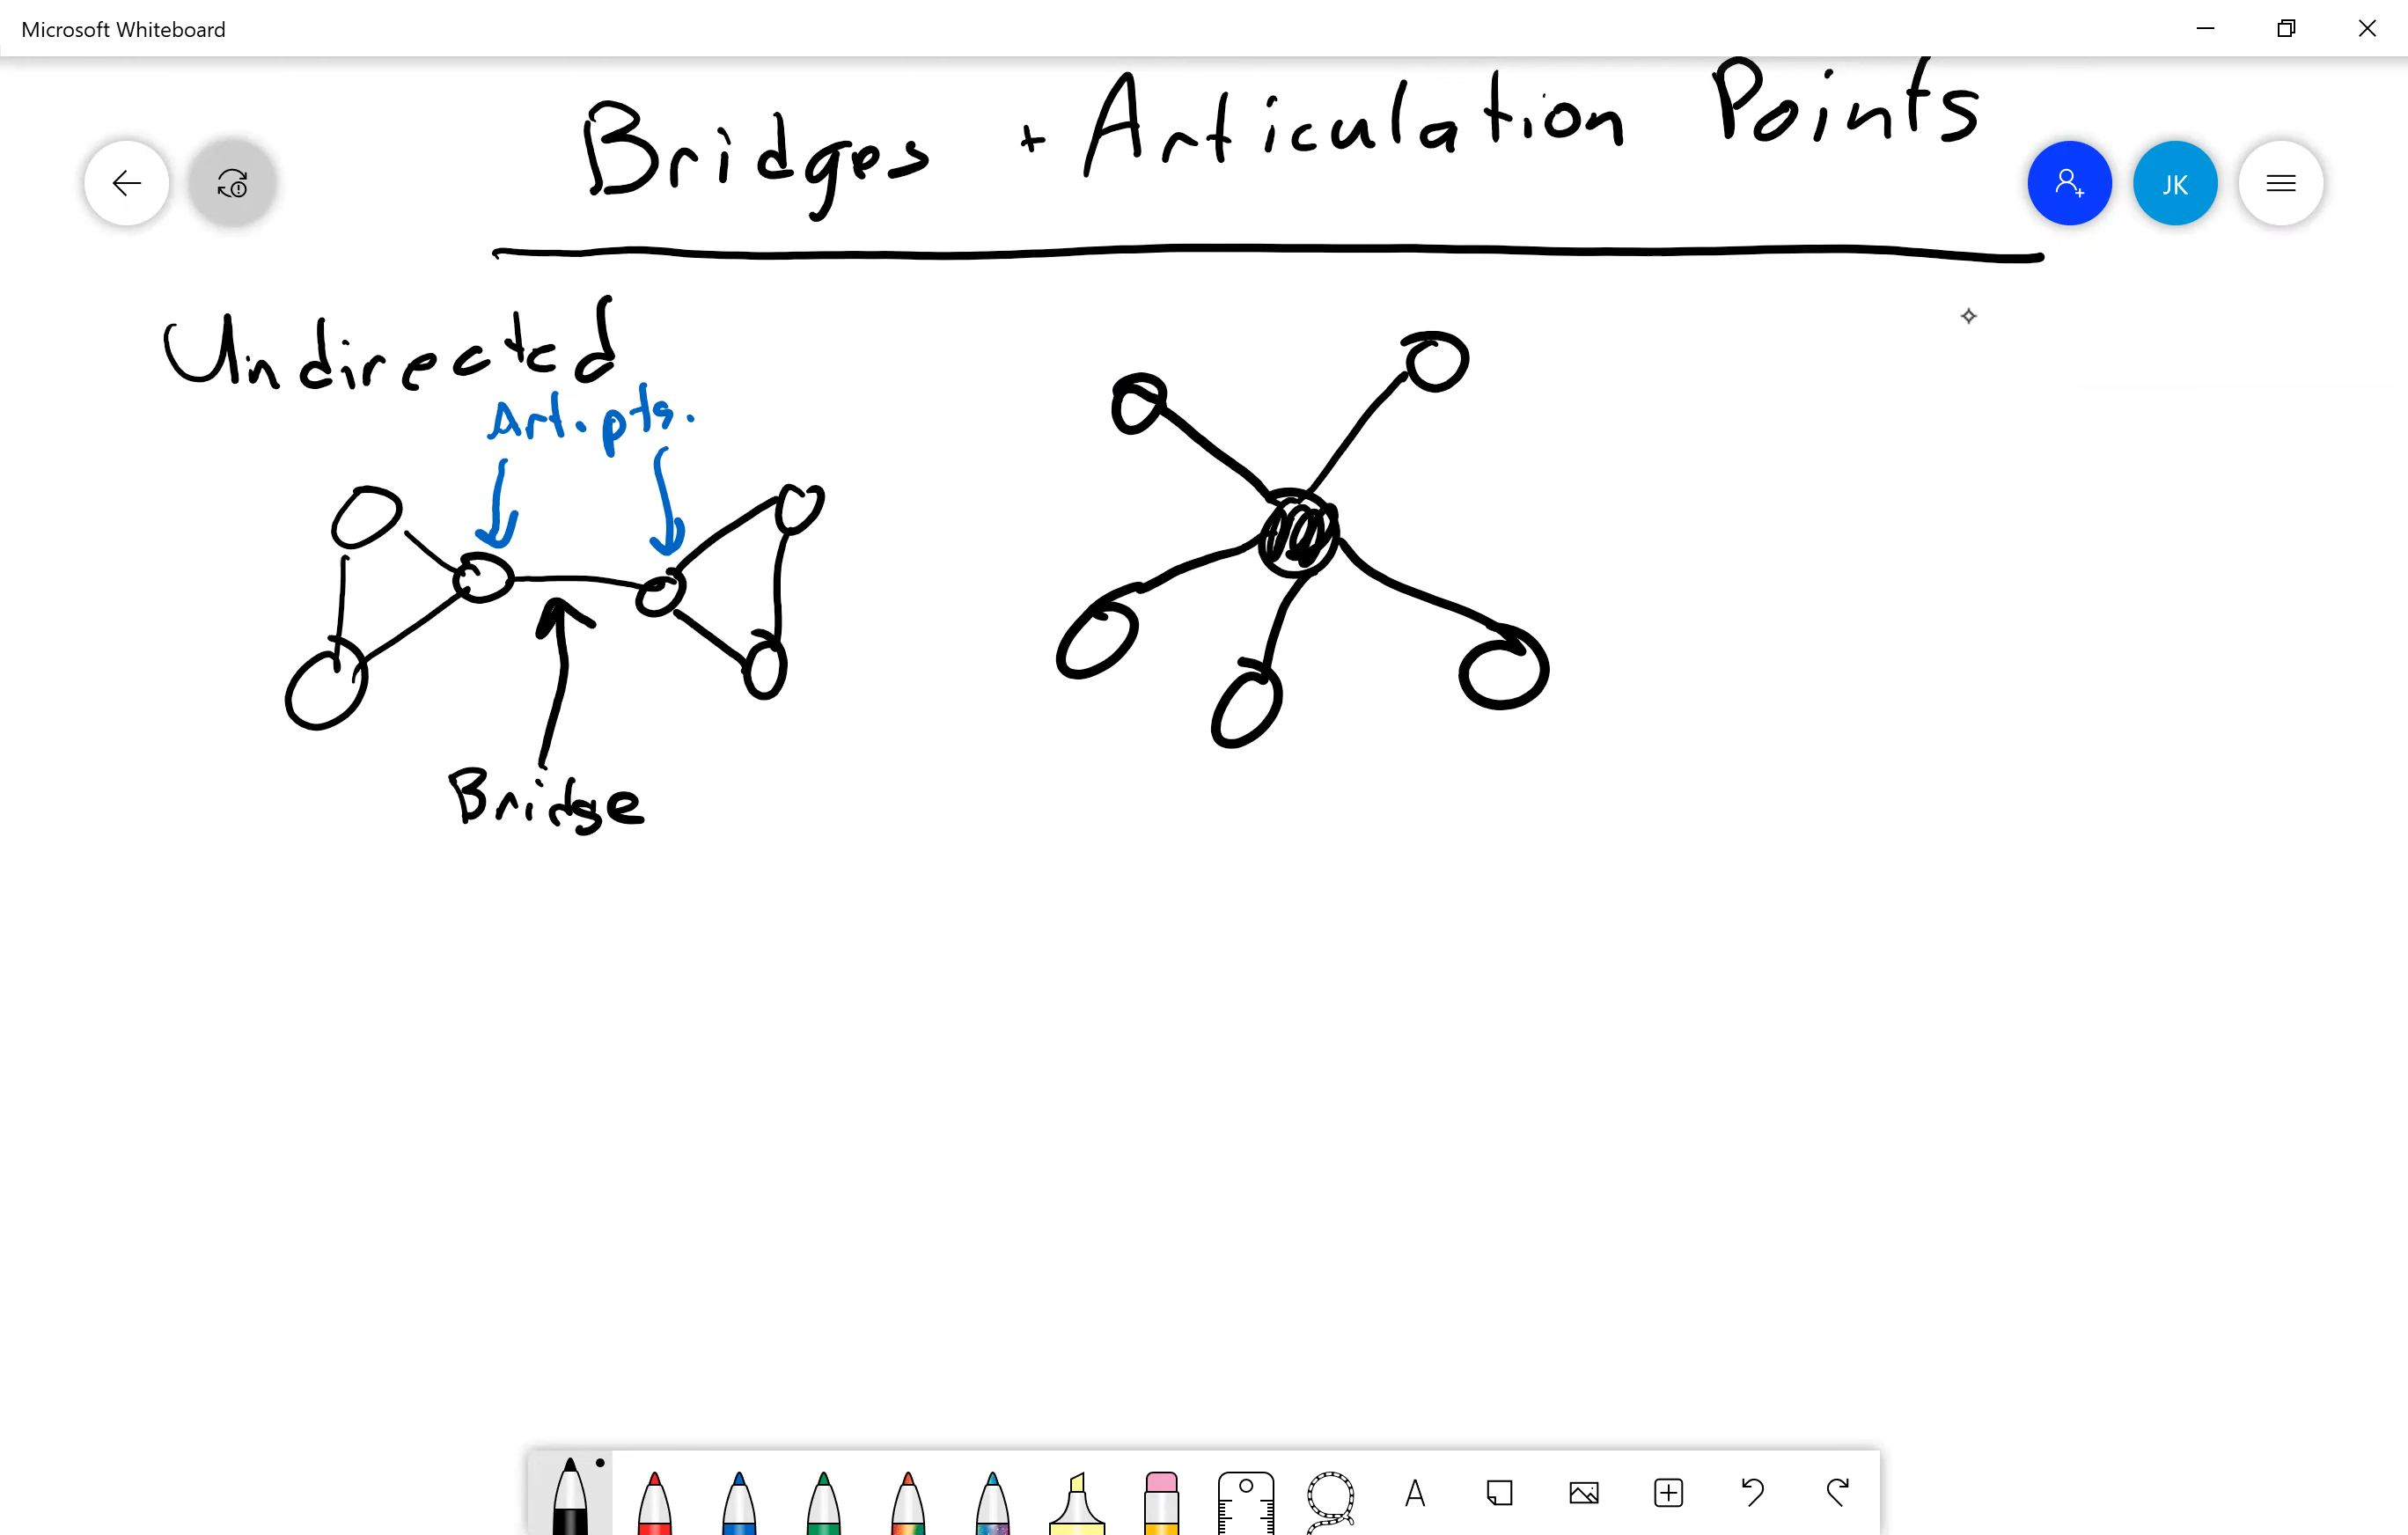 Microsoft Whiteboard
Bridges + Articulation Points
JK
Undirected
Art. pts.
Bridge